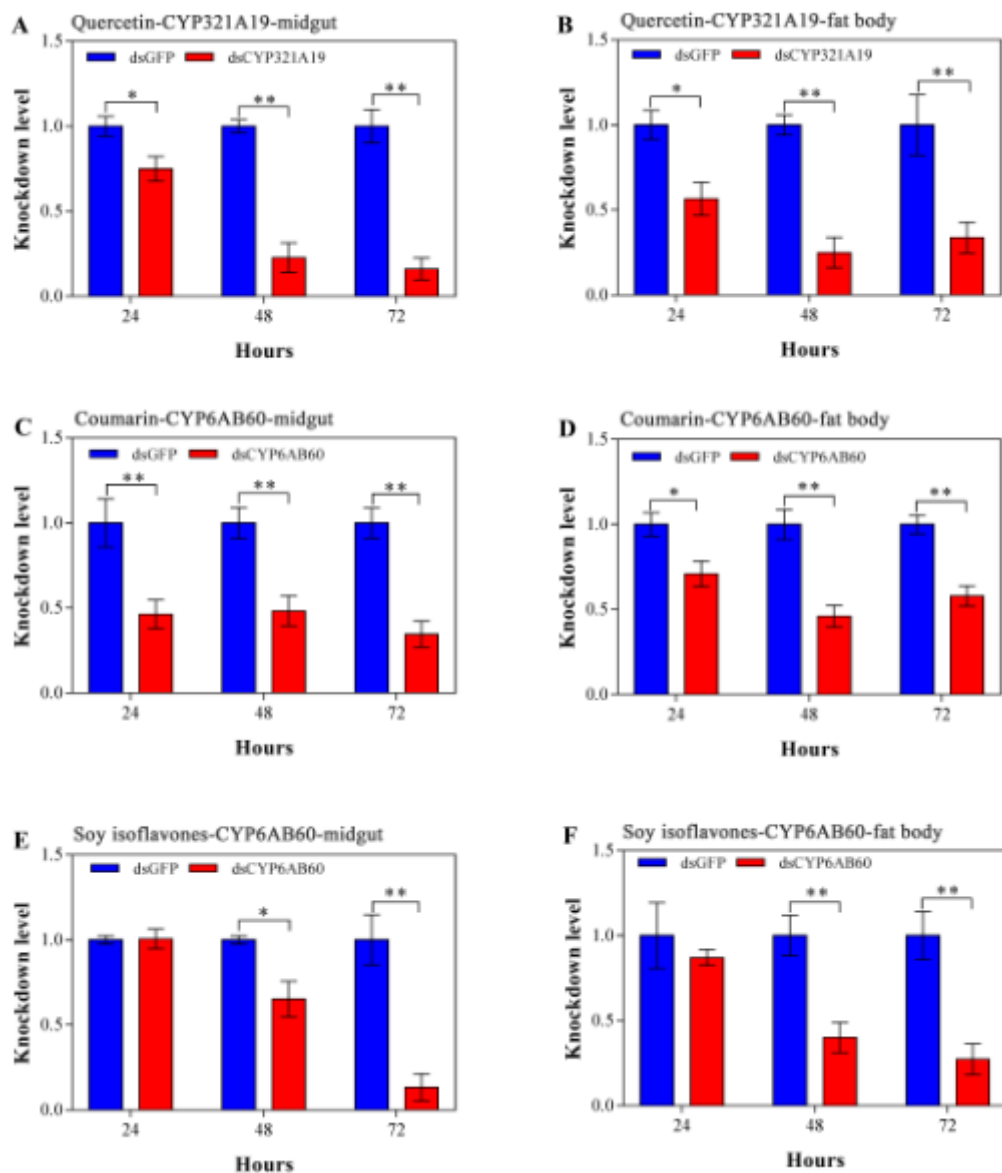 A Quercetin-CYP321A19-midgut
1.5
dsGFP dsCYP321A19
* ** **
1.0
Knockdown level
0.5
0.0
24 48 72
Hours
B Quercetin-CYP321A19-fat body
1.5
dsGFP dsCYP321A19
* ** **
1.0
Knockdown level
0.5
0.0
24 48 72
Hours
C Coumarin-CYP6AB60-midgut
1.5
dsGFP dsCYP6AB60
** ** **
1.0
Knockdown level
0.5
0.0
24 48 72
Hours
D Coumarin-CYP6AB60-fat body
1.5
dsGFP dsCYP6AB60
* ** **
1.0
Knockdown level
0.5
0.0
24 48 72
Hours
E Soy isoflavones-CYP6AB60-midgut
1.5
dsGFP dsCYP6AB60
* **
1.0
Knockdown level
0.5
0.0
24 48 72
Hours
F Soy isoflavones-CYP6AB60-fat body
1.5
dsGFP dsCYP6AB60
** **
1.0
Knockdown level
0.5
0.0
24 48 72
Hours